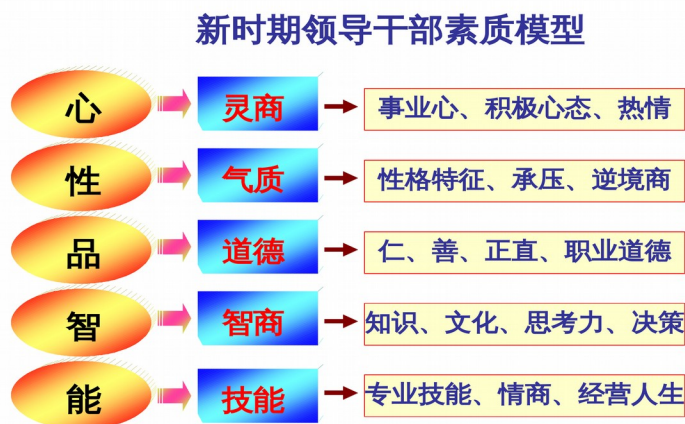 新时期领导干部素质模型
心 灵商 事业心、积极心态、热情
性 气质 性格特征、承压、逆境商
品 道德 仁、善、正直、职业道德
智 智商 知识、文化、思考力、决策
能 技能 专业技能、情商、经营人生